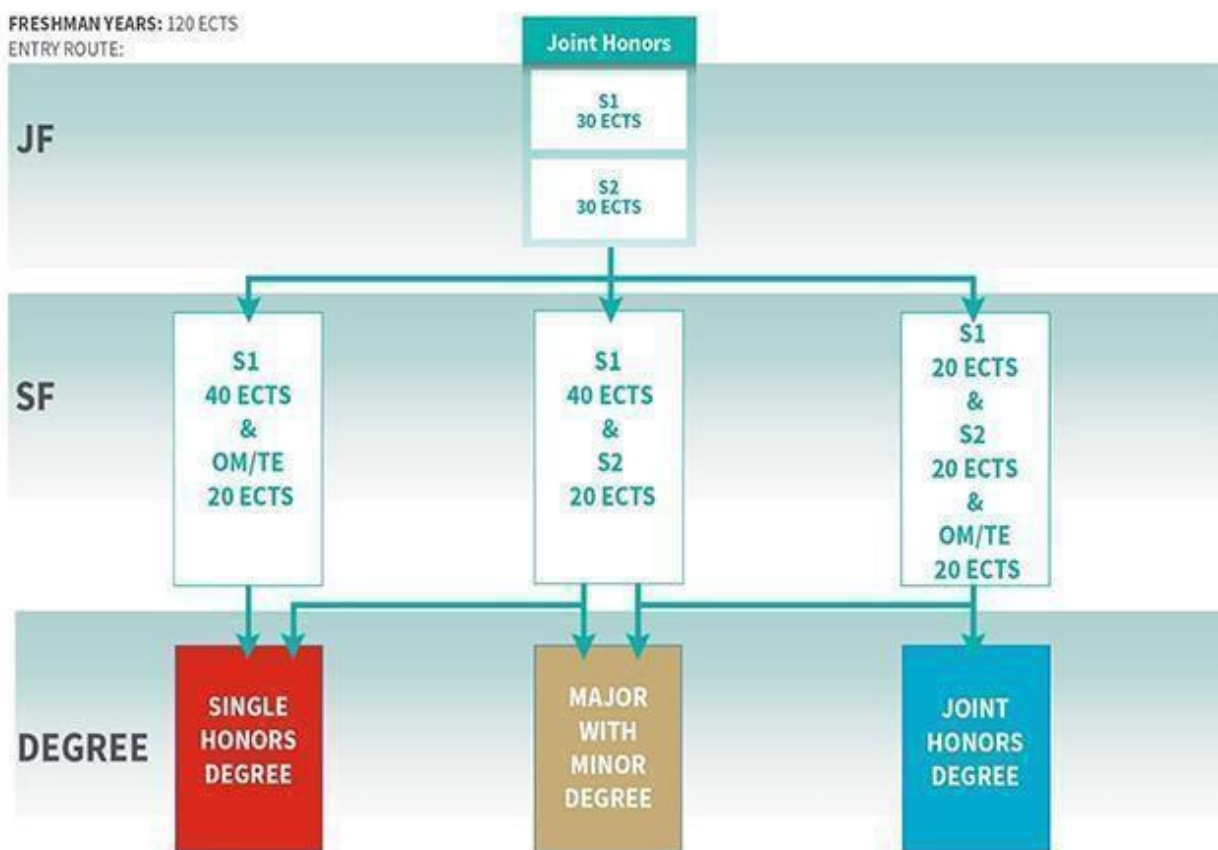 FRESHMAN YEARS: 120 ECTS
ENTRY ROUTE:
Joint Honors
JF
S1
30 ECTS
S2
30 ECTS
SF
S1
40 ECTS
&
OM/TE
20 ECTS
S1
40 ECTS
&
S2
20 ECTS
S1
20 ECTS
&
S2
20 ECTS
&
OM/TE
20 ECTS
DEGREE
SINGLE
HONORS
DEGREE
MAJOR
WITH
MINOR
DEGREE
JOINT
HONORS
DEGREE